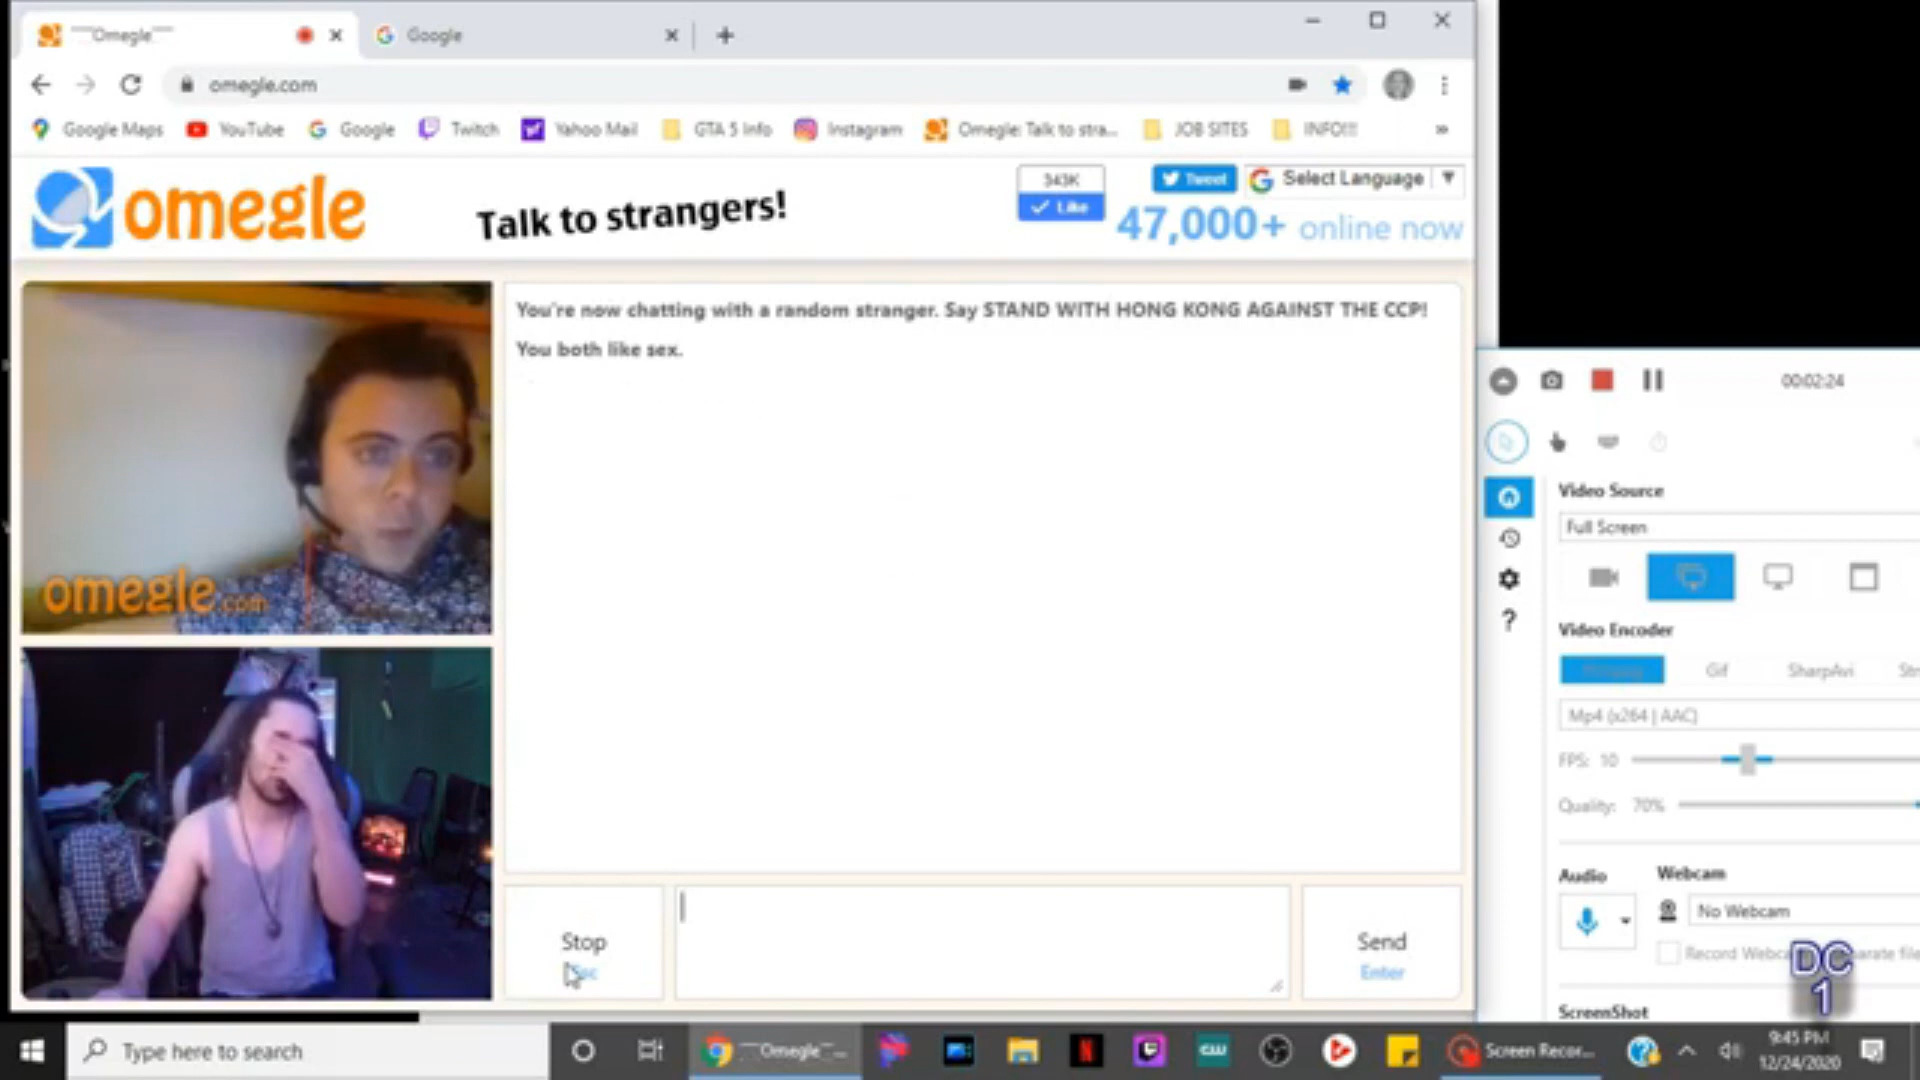 Omegle
Google
omegle.com
Google Maps
YouTube
Google
Twitch
Yahoo Mail
GTA 5 Info
Instagram
Omegle: Talk to stra...
JOB SITES
INFO!!!
»
omegle
Talk to strangers!
343K
Like
Tweet
Select Language
47,000+ online now
You're now chatting with a random stranger. Say STAND WITH HONG KONG AGAINST THE CCP!
You both like sex.
omegle.com
Stop
Esc
Send
Enter
00:02:24
Video Source
Full Screen
Video Encoder
Gif
SharpAvi
Mp4 (x264 | AAC)
FPS: 10
Quality: 70%
Audio
Webcam
No Webcam
DC
1
ScreenShot
Type here to search
Omegle
CW
Screen Recor...
9:45 PM
12/24/2020